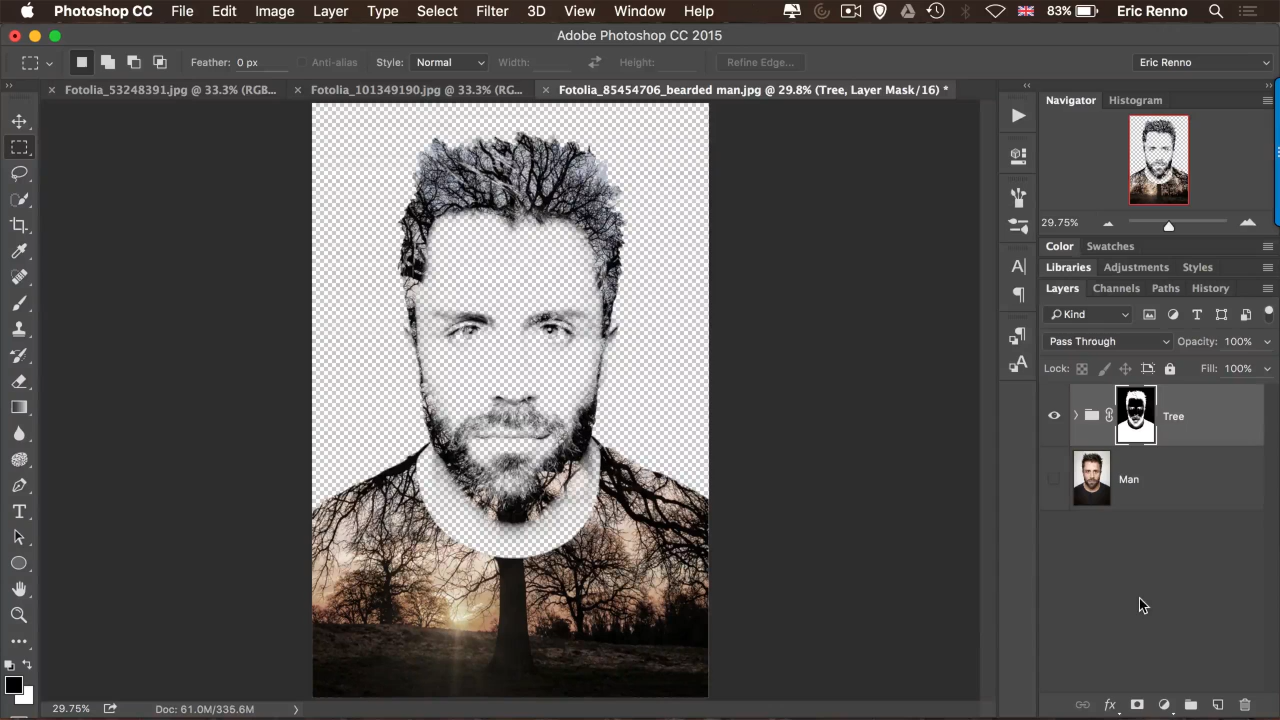 Photoshop CC File Edit Image Layer Type Select Filter 3D View Window Help 83% Eric Renno
Adobe Photoshop CC 2015
Feather: 0 px Anti-alias Style: Normal Width: Height: Refine Edge... Eric Renno
Fotolia_53248391.jpg @ 33.3% (RGB... Fotolia_101349190.jpg @ 33.3% (RG... Fotolia_85454706_bearded man.jpg @ 29.8% (Tree, Layer Mask/16) *
Navigator Histogram
29.75%
Color Swatches
Libraries Adjustments Styles
Layers Channels Paths History
Kind
Pass Through Opacity: 100%
Lock: Fill: 100%
Tree
Man
29.75% Doc: 61.0M/335.6M
fx